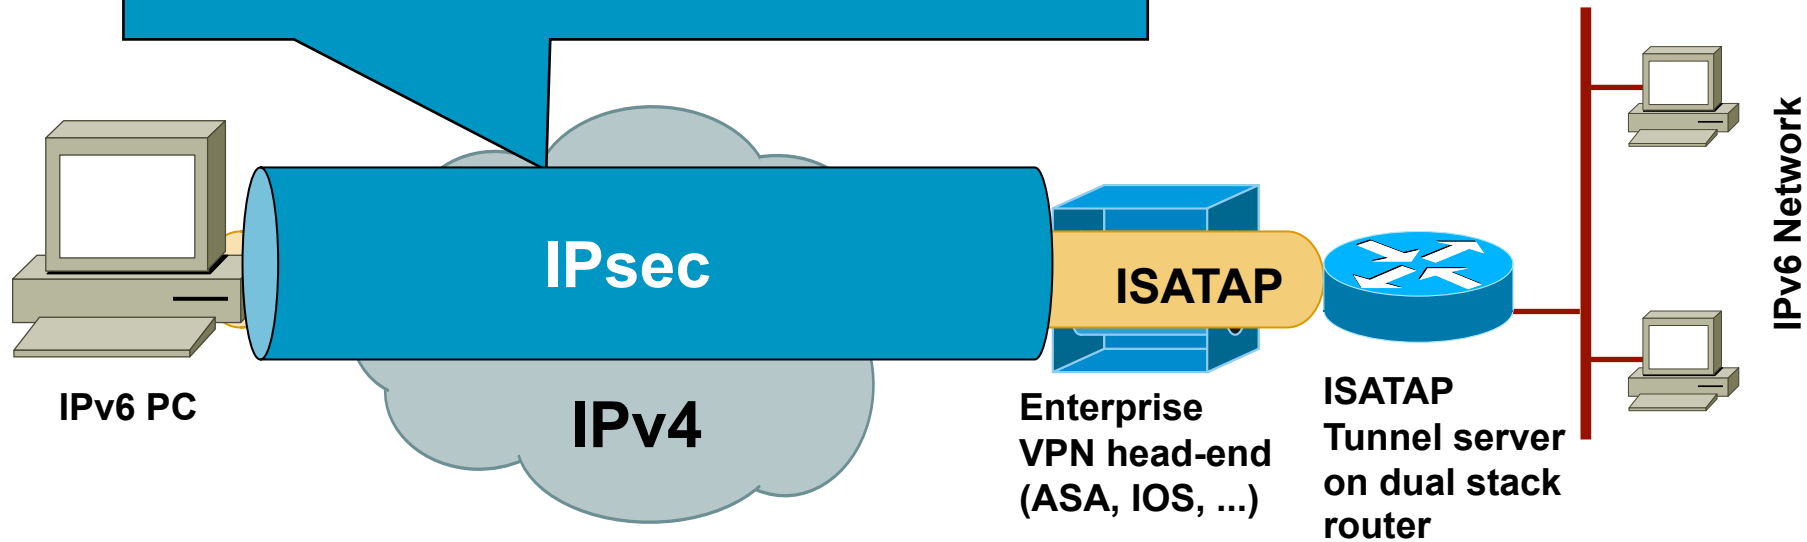 IPsec
ISATAP
IPv6 PC
IPv4
Enterprise
VPN head-end
(ASA, IOS, ...)
ISATAP
Tunnel server
on dual stack
router
IPv6 Network